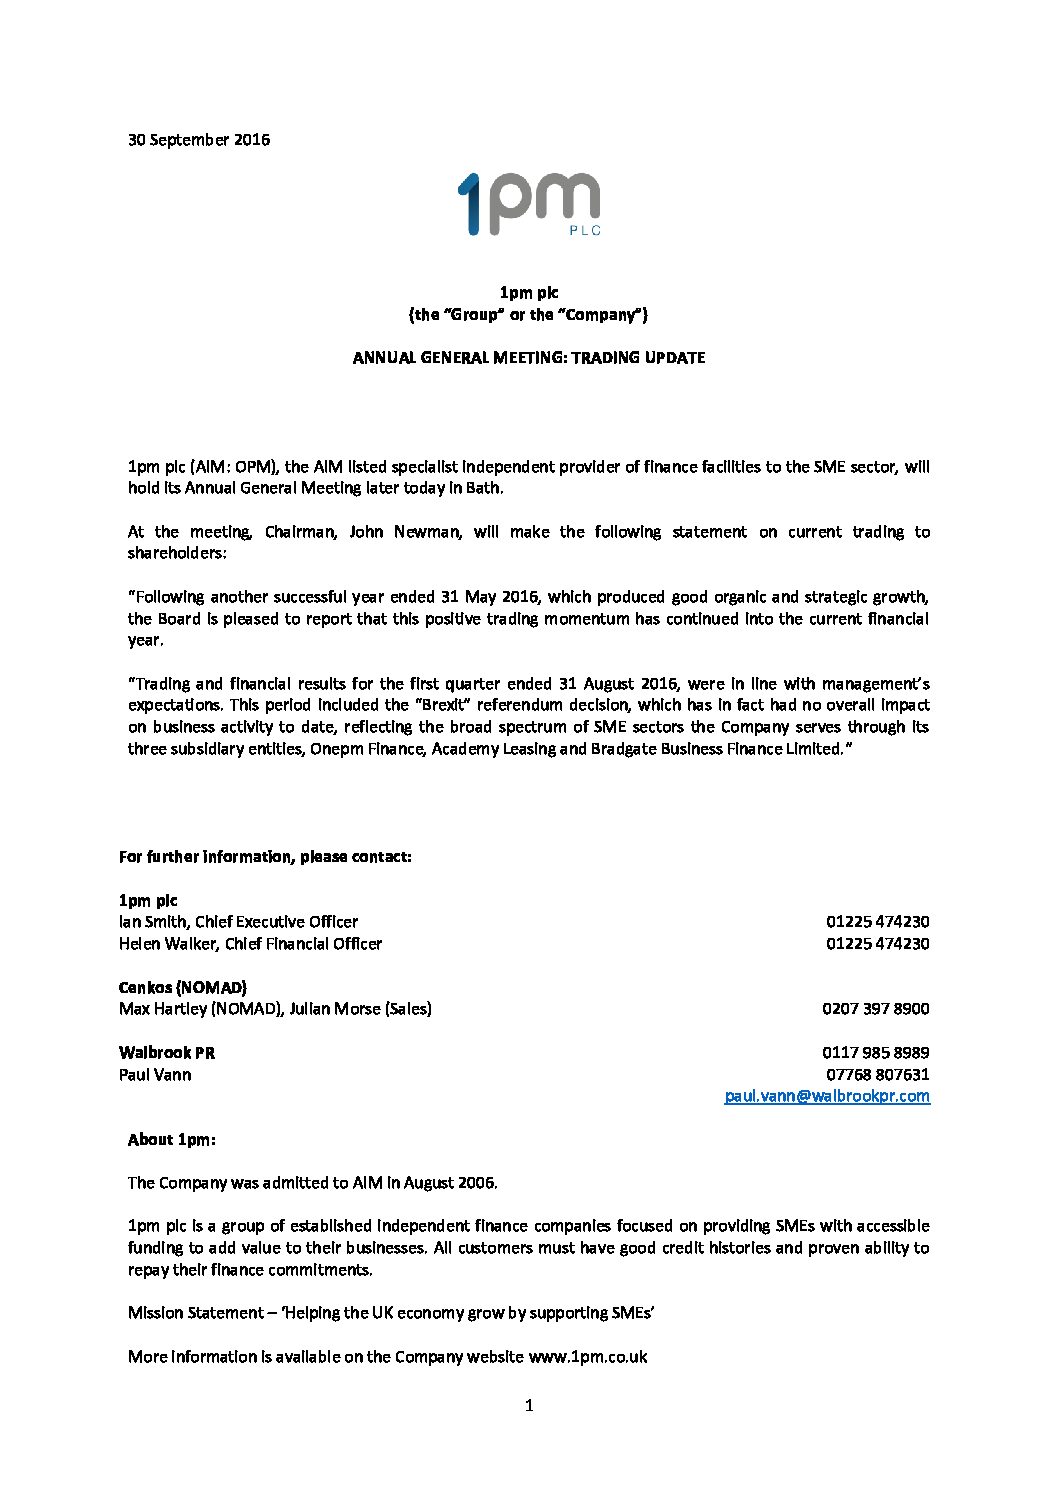 30 September 2016
1pm
PLC
1pm plc
(the “Group” or the “Company”)
ANNUAL GENERAL MEETING: TRADING UPDATE
1pm plc (AIM: OPM), the AIM listed specialist independent provider of finance facilities to the SME sector, will
hold its Annual General Meeting later today in Bath.
At the meeting, Chairman, John Newman, will make the following statement on current trading to
shareholders:
“Following another successful year ended 31 May 2016, which produced good organic and strategic growth,
the Board is pleased to report that this positive trading momentum has continued into the current financial
year.
“Trading and financial results for the first quarter ended 31 August 2016, were in line with management’s
expectations. This period included the “Brexit” referendum decision, which has in fact had no overall impact
on business activity to date, reflecting the broad spectrum of SME sectors the Company serves through its
three subsidiary entities, Onepm Finance, Academy Leasing and Bradgate Business Finance Limited.”
For further information, please contact:
1pm plc
Ian Smith, Chief Executive Officer 01225 474230
Helen Walker, Chief Financial Officer 01225 474230
Cenkos (NOMAD)
Max Hartley (NOMAD), Julian Morse (Sales) 0207 397 8900
Walbrook PR 0117 985 8989
Paul Vann 07768 807631
paul.vann@walbrookpr.com
About 1pm:
The Company was admitted to AIM in August 2006.
1pm plc is a group of established independent finance companies focused on providing SMEs with accessible
funding to add value to their businesses. All customers must have good credit histories and proven ability to
repay their finance commitments.
Mission Statement – ‘Helping the UK economy grow by supporting SMEs’
More information is available on the Company website www.1pm.co.uk
1